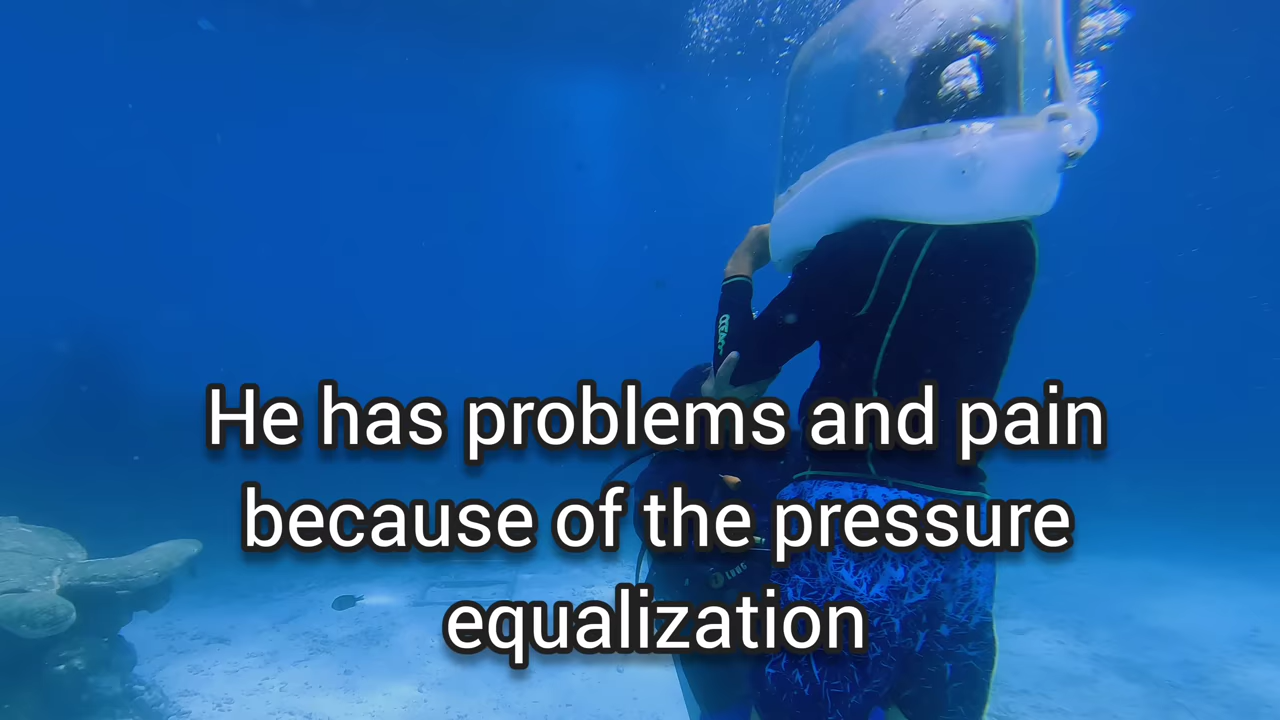 He has problems and pain
because of the pressure
equalization